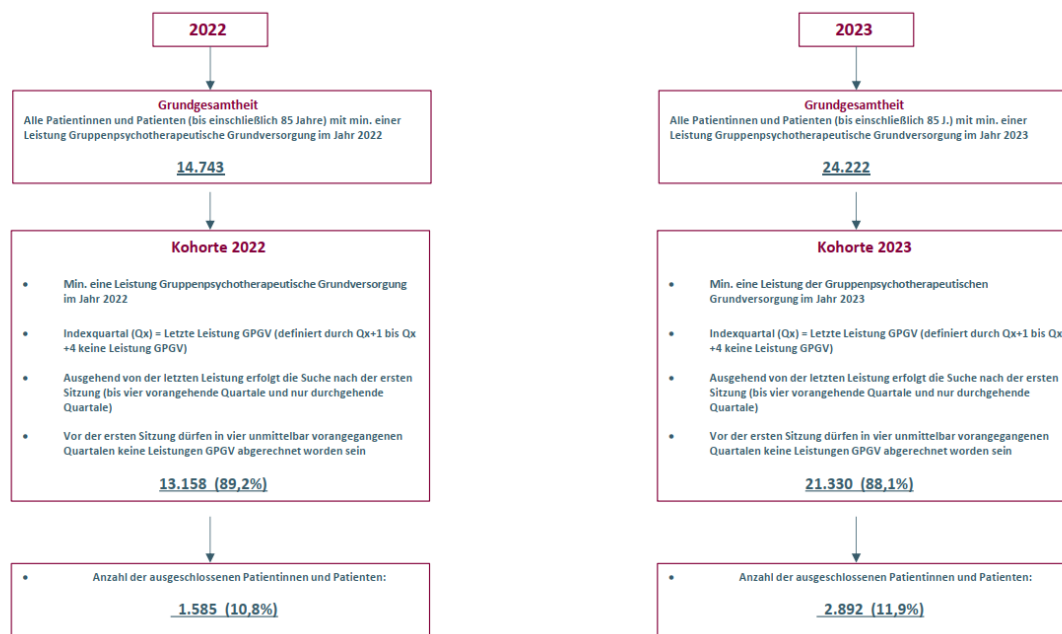 2022
Grundgesamtheit
Alle Patientinnen und Patienten (bis einschließlich 85 Jahre) mit min. einer
Leistung Gruppenpsychotherapeutische Grundversorgung im Jahr 2022
14.743
Kohorte 2022
• Min. eine Leistung Gruppenpsychotherapeutische Grundversorgung
im Jahr 2022
• Indexquartal (Qx) = Letzte Leistung GPGV (definiert durch Qx+1 bis Qx
+4 keine Leistung GPGV)
• Ausgehend von der letzten Leistung erfolgt die Suche nach der ersten
Sitzung (bis vier vorangehende Quartale und nur durchgehende
Quartale)
• Vor der ersten Sitzung dürfen in vier unmittelbar vorangegangenen
Quartalen keine Leistungen GPGV abgerechnet worden sein
13.158 (89,2%)
• Anzahl der ausgeschlossenen Patientinnen und Patienten:
1.585 (10,8%)
2023
Grundgesamtheit
Alle Patientinnen und Patienten (bis einschließlich 85 J.) mit min. einer
Leistung Gruppenpsychotherapeutische Grundversorgung im Jahr 2023
24.222
Kohorte 2023
• Min. eine Leistung der Gruppenpsychotherapeutischen
Grundversorgung im Jahr 2023
• Indexquartal (Qx) = Letzte Leistung GPGV (definiert durch Qx+1 bis Qx
+4 keine Leistung GPGV)
• Ausgehend von der letzten Leistung erfolgt die Suche nach der ersten
Sitzung (bis vier vorangehende Quartale und nur durchgehende
Quartale)
• Vor der ersten Sitzung dürfen in vier unmittelbar vorangegangenen
Quartalen keine Leistungen GPGV abgerechnet worden sein
21.330 (88,1%)
• Anzahl der ausgeschlossenen Patientinnen und Patienten:
2.892 (11,9%)